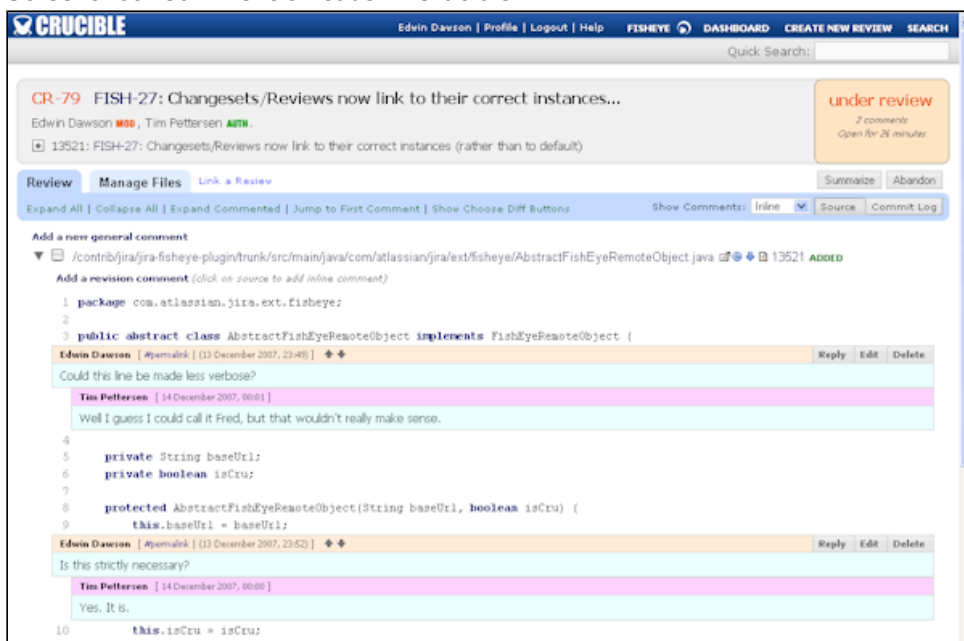 CRUCIBLE
Edwin Dawson | Profile | Logout | Help FISHEYE DASHBOARD CREATE NEW REVIEW SEARCH
Quick Search:
CR-79 FISH-27: Changesets/Reviews now link to their correct instances...
Edwin Dawson MOD, Tim Pettersen AUTH.
13521: FISH-27: Changesets/Reviews now link to their correct instances (rather than to default)
under review
2 comments
Open for 26 minutes
Review Manage Files Link a Review Summarize Abandon
Expand All | Collapse All | Expand Commented | Jump to First Comment | Show Choose Diff Buttons Show Comments: Inline Source Commit Log
Add a new general comment
/contrib/jira/jira-fisheye-plugin/trunk/src/main/java/com/atlassian/jira/ext/fisheye/AbstractFishEyeRemoteObject.java 13521 ADDED
Add a revision comment (click on source to add inline comment)
1 package com.atlassian.jira.ext.fisheye;
2
3 public abstract class AbstractFishEyeRemoteObject implements FishEyeRemoteObject {
Edwin Dawson [ #permalink | (13 December 2007, 23:49) ] Reply Edit Delete
Could this line be made less verbose?
Tim Pettersen [ 14 December 2007, 00:01 ]
Well I guess I could call it Fred, but that wouldn't really make sense.
4
5 private String baseUrl;
6 private boolean isCru;
7
8 protected AbstractFishEyeRemoteObject(String baseUrl, boolean isCru) {
9 this.baseUrl = baseUrl;
Edwin Dawson [ #permalink | (13 December 2007, 23:52) ] Reply Edit Delete
Is this strictly necessary?
Tim Pettersen [ 14 December 2007, 00:00 ]
Yes. It is.
10 this.isCru = isCru;